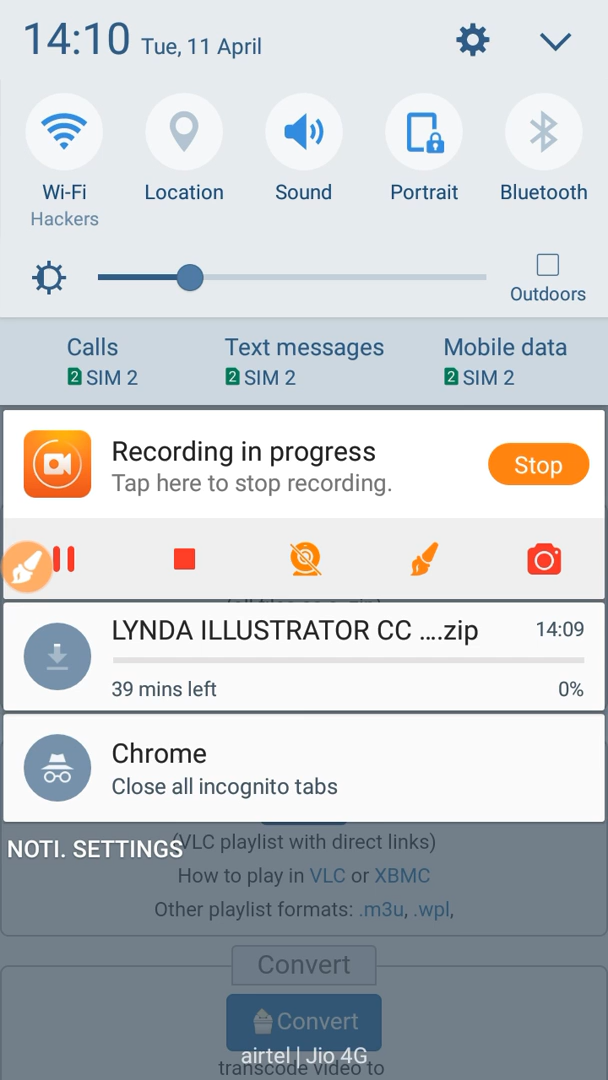 14:10 Tue, 11 April
Wi-Fi Location Sound Portrait Bluetooth
Hackers
Outdoors
Calls Text messages Mobile data
2 SIM 2 2 SIM 2 2 SIM 2
Recording in progress
Tap here to stop recording.
Stop
LYNDA ILLUSTRATOR CC ....zip 14:09
39 mins left 0%
Chrome
Close all incognito tabs
NOTI. SETTINGS
(VLC playlist with direct links)
How to play in VLC or XBMC
Other playlist formats: .m3u, .wpl,
Convert
Convert
airtel | Jio 4G
transcode video to